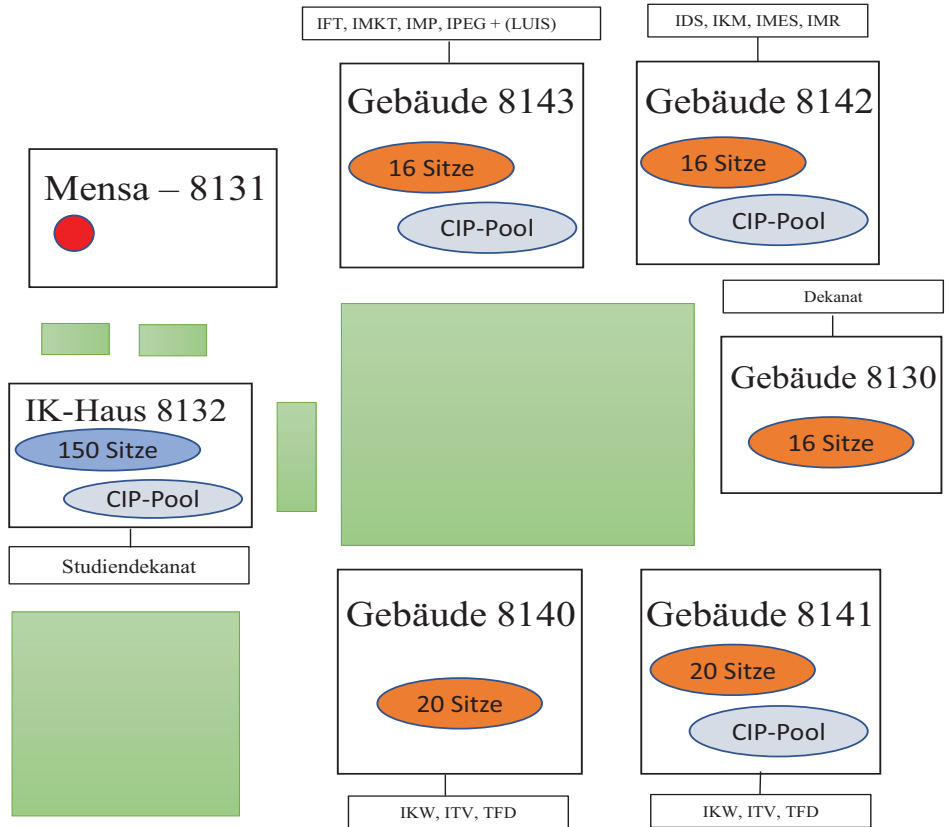 IFT, IMKT, IMP, IPEG + (LUIS)
IDS, IKM, IMES, IMR
Gebäude 8143
16 Sitze
CIP-Pool
Gebäude 8142
16 Sitze
CIP-Pool
Mensa – 8131
Dekanat
Gebäude 8130
16 Sitze
IK-Haus 8132
150 Sitze
CIP-Pool
Studiendekanat
Gebäude 8140
20 Sitze
IKW, ITV, TFD
Gebäude 8141
20 Sitze
CIP-Pool
IKW, ITV, TFD